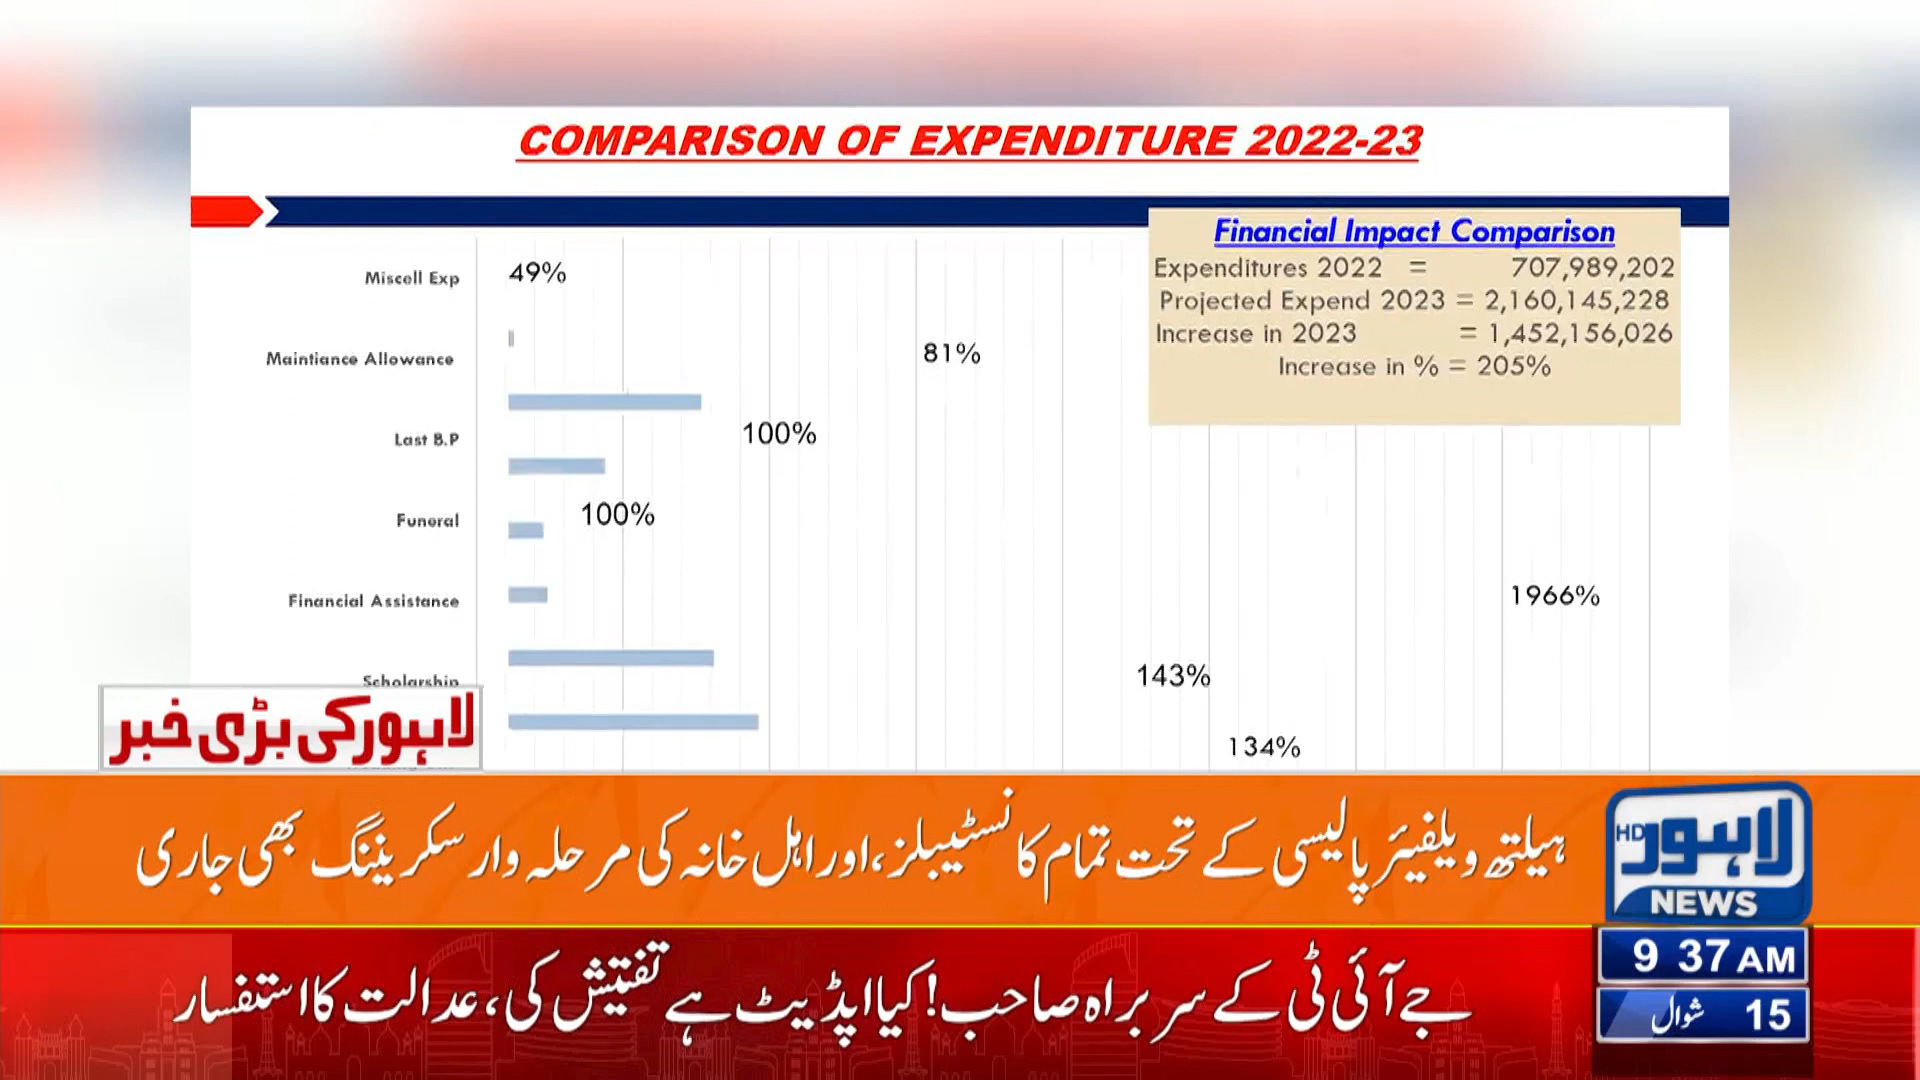 COMPARISON OF EXPENDITURE 2022-23
Financial Impact Comparison
Expenditures 2022 = 707,989,202
Projected Expend 2023 = 2,160,145,228
Increase in 2023 = 1,452,156,026
Increase in % = 205%
Miscell Exp 49%
Maintiance Allowance 81%
Last B.P 100%
Funeral 100%
Financial Assistance 1966%
Scholarship 143%
134%
لاہور کی بڑی خبر
ہیلتھ ویلفیئر پالیسی کے تحت تمام کانسٹیبلز، اور اہل خانہ کی مرحلہ وار سکریننگ بھی جاری
لاہور HD
NEWS
9 37 AM
جے آئی ٹی کے سربراہ صاحب! کیا اپڈیٹ ہے تفتیش کی، عدالت کا استفسار
15 شوال